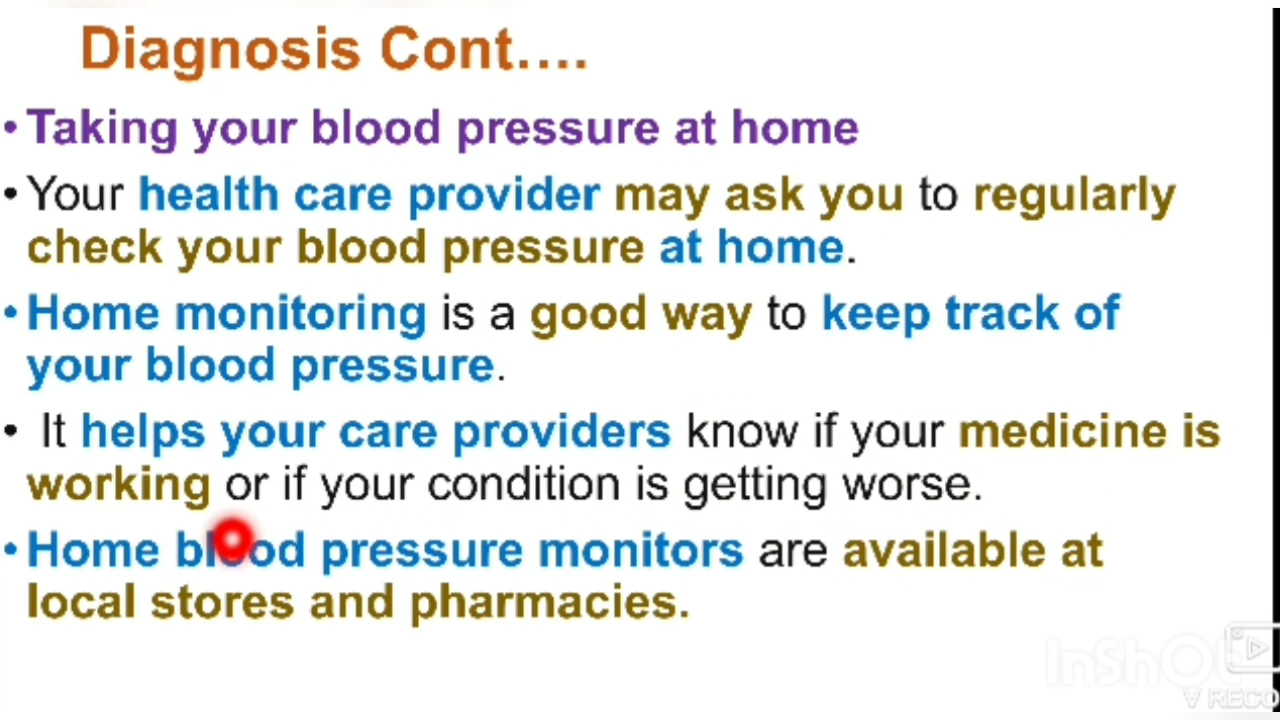 Diagnosis Cont....
• Taking your blood pressure at home
• Your health care provider may ask you to regularly
check your blood pressure at home.
• Home monitoring is a good way to keep track of
your blood pressure.
• It helps your care providers know if your medicine is
working or if your condition is getting worse.
• Home blood pressure monitors are available at
local stores and pharmacies.